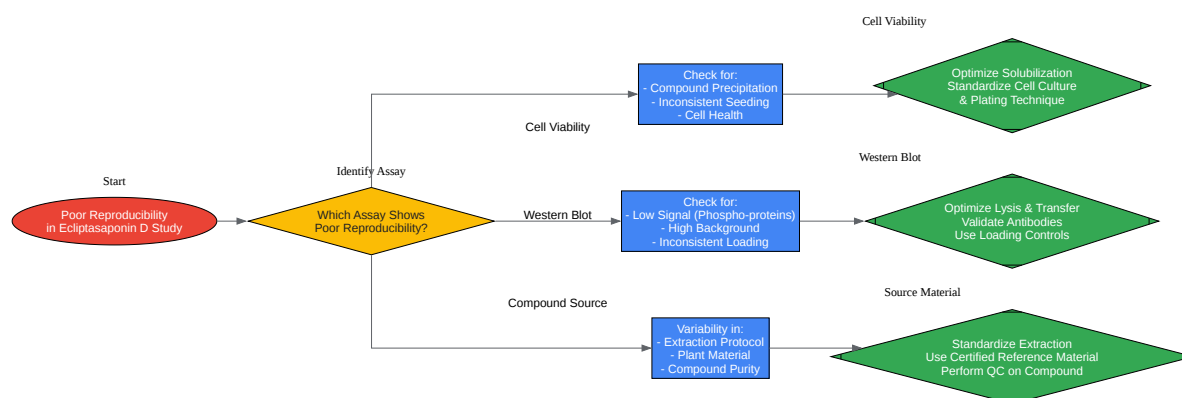 Start
Poor Reproducibility
in Ecliptasaponin D Study
Identify Assay
Which Assay Shows
Poor Reproducibility?
Cell Viability
Check for:
- Compound Precipitation
- Inconsistent Seeding
- Cell Health
Cell Viability
Optimize Solubilization
Standardize Cell Culture
& Plating Technique
Western Blot
Check for:
- Low Signal (Phospho-proteins)
- High Background
- Inconsistent Loading
Western Blot
Optimize Lysis & Transfer
Validate Antibodies
Use Loading Controls
Compound Source
Variability in:
- Extraction Protocol
- Plant Material
- Compound Purity
Source Material
Standardize Extraction
Use Certified Reference Material
Perform QC on Compound